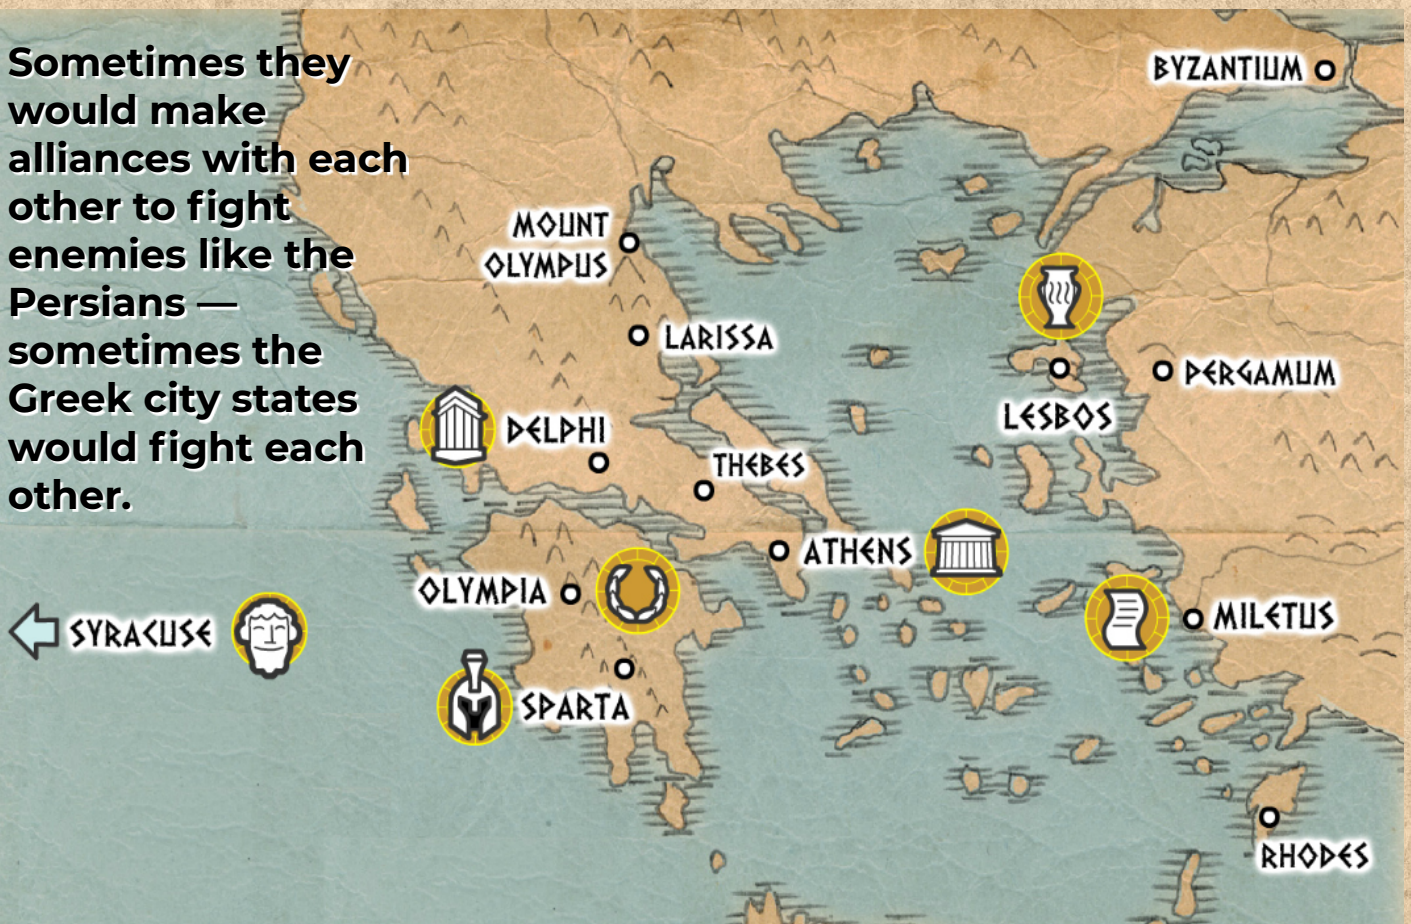 Sometimes they
would make
alliances with each
other to fight
enemies like the
Persians —
sometimes the
Greek city states
would fight each
other.
BYZANTIUM
MOUNT
OLYMPUS
LARISSA
PERGAMUM
LESBOS
DELPHI
THEBES
ATHENS
OLYMPIA
SYRACUSE
MILETUS
SPARTA
RHODES